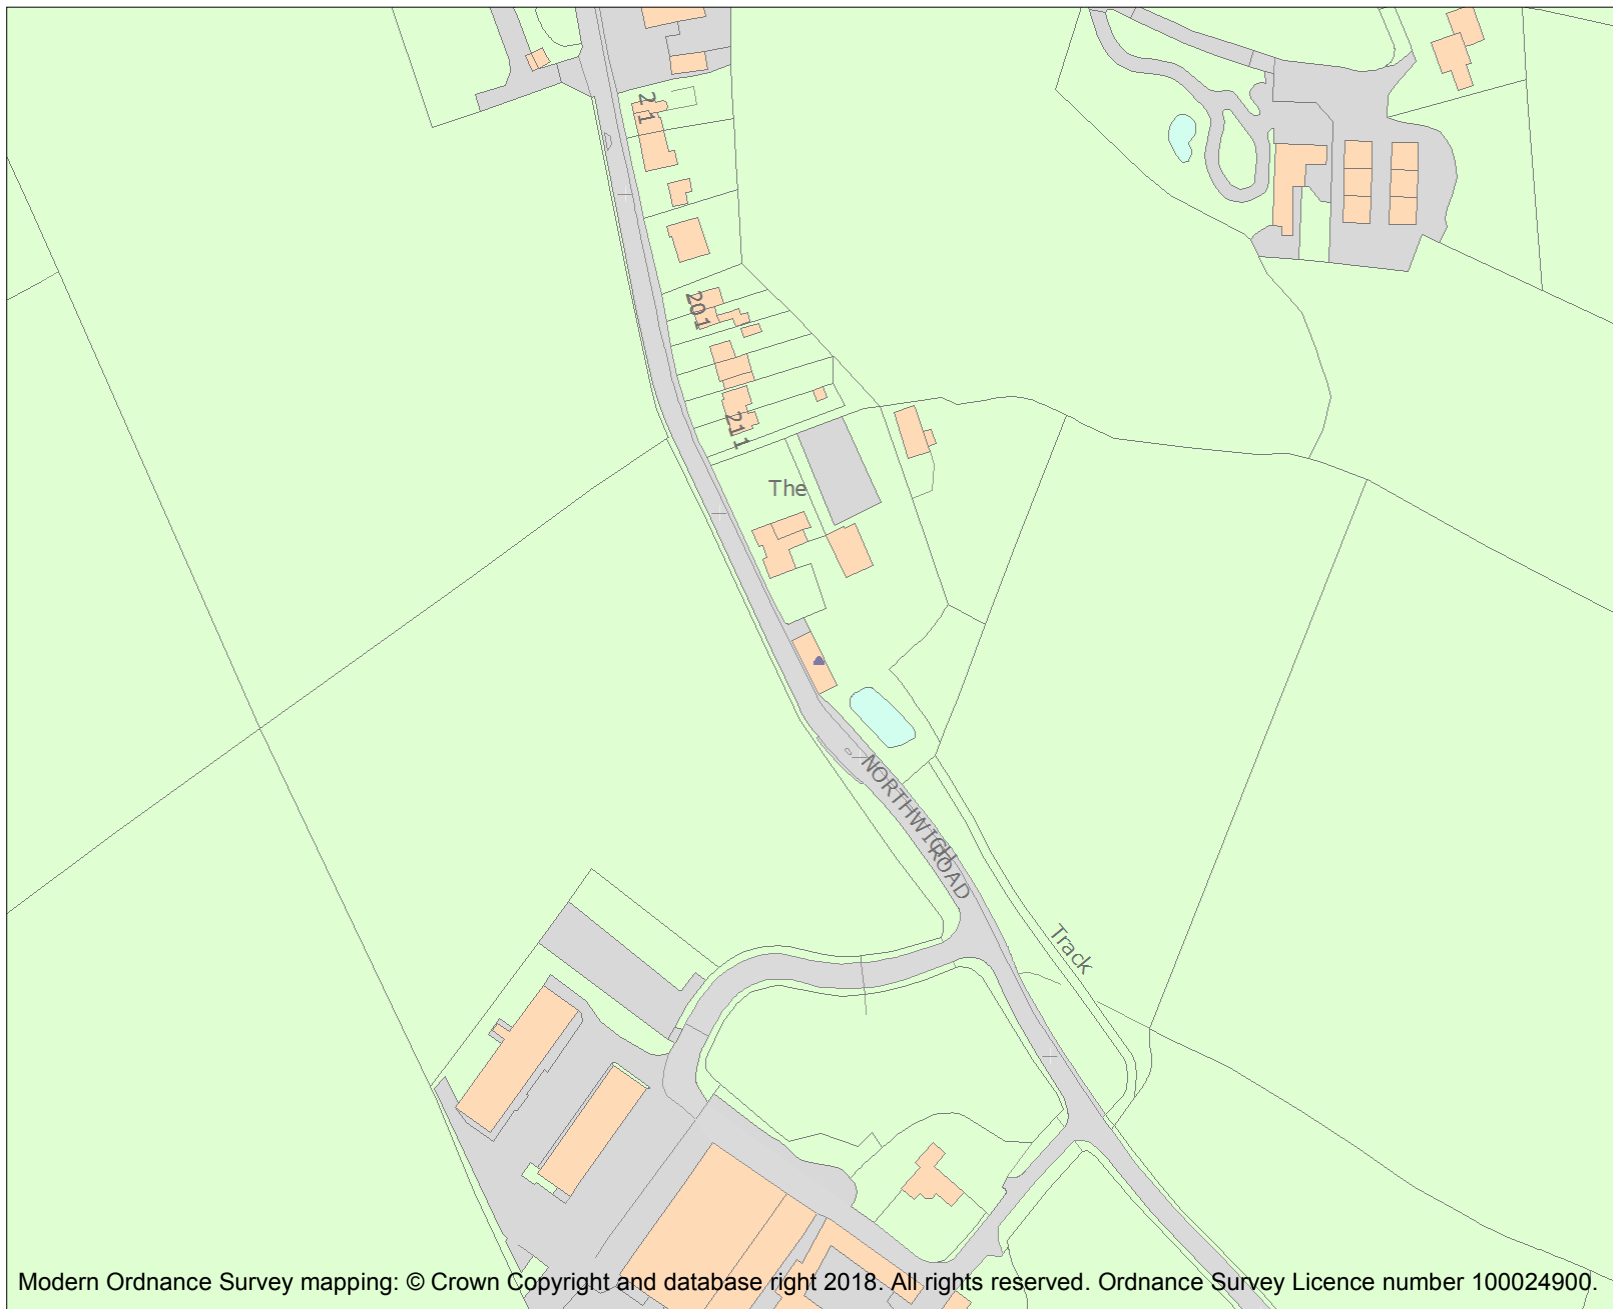 21
201
211
The
NORTHWICH
ROAD
Track
Modern Ordnance Survey mapping: © Crown Copyright and database right 2018. All rights reserved. Ordnance Survey Licence number 100024900.